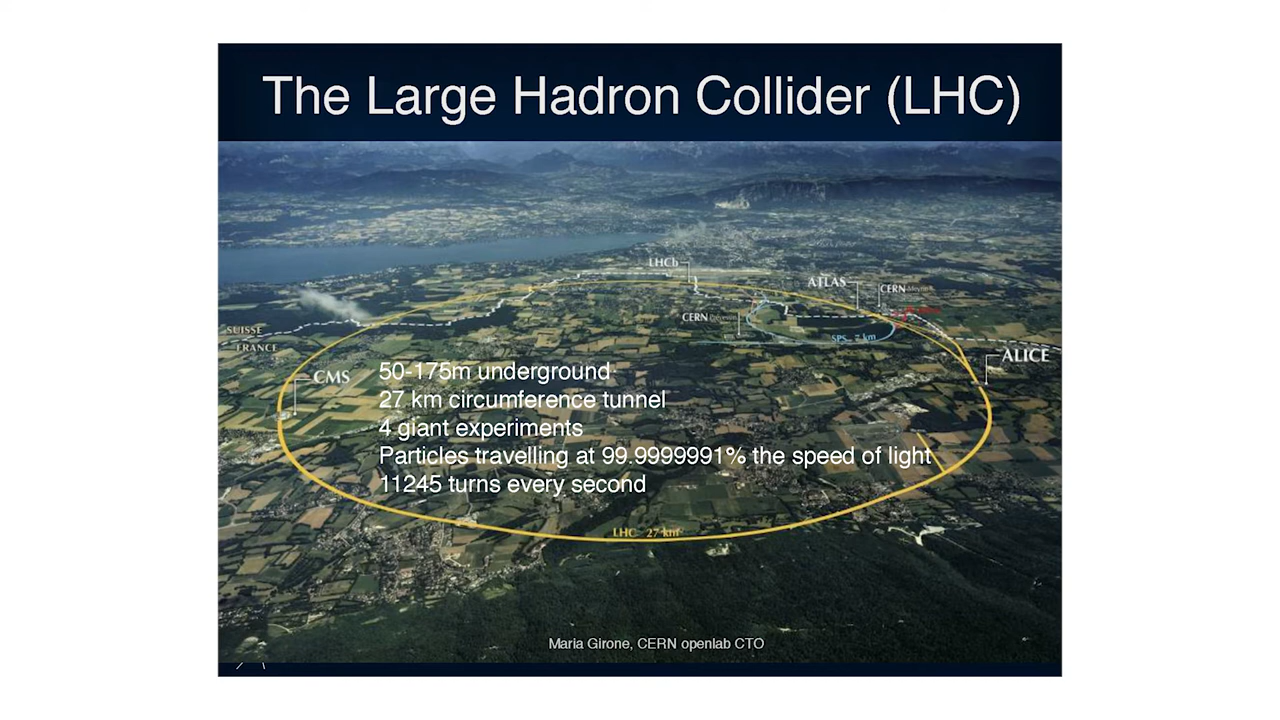 The Large Hadron Collider (LHC)
LHCb
ATLAS
CERN
CERN
SUISSE
FRANCE
SPS 7 km
ALICE
CMS
50-175m underground
27 km circumference tunnel
4 giant experiments
Particles travelling at 99.9999991% the speed of light
11245 turns every second
LHC 27 km
Maria Girone, CERN openlab CTO